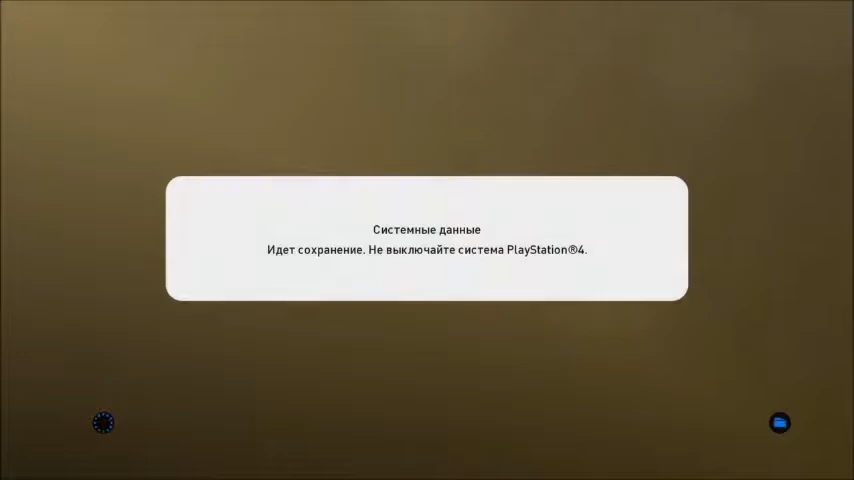 Системные данные
Идет сохранение. Не выключайте система PlayStation®4.